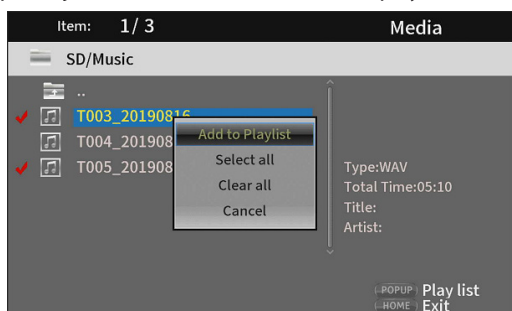 Item: 1/3 Media
SD/Music
..
T003_20190816
Add to Playlist
T004_201908
Select all
T005_201908
Clear all
Cancel
Type:WAV
Total Time:05:10
Title:
Artist:
POPUP Play list
HOME Exit